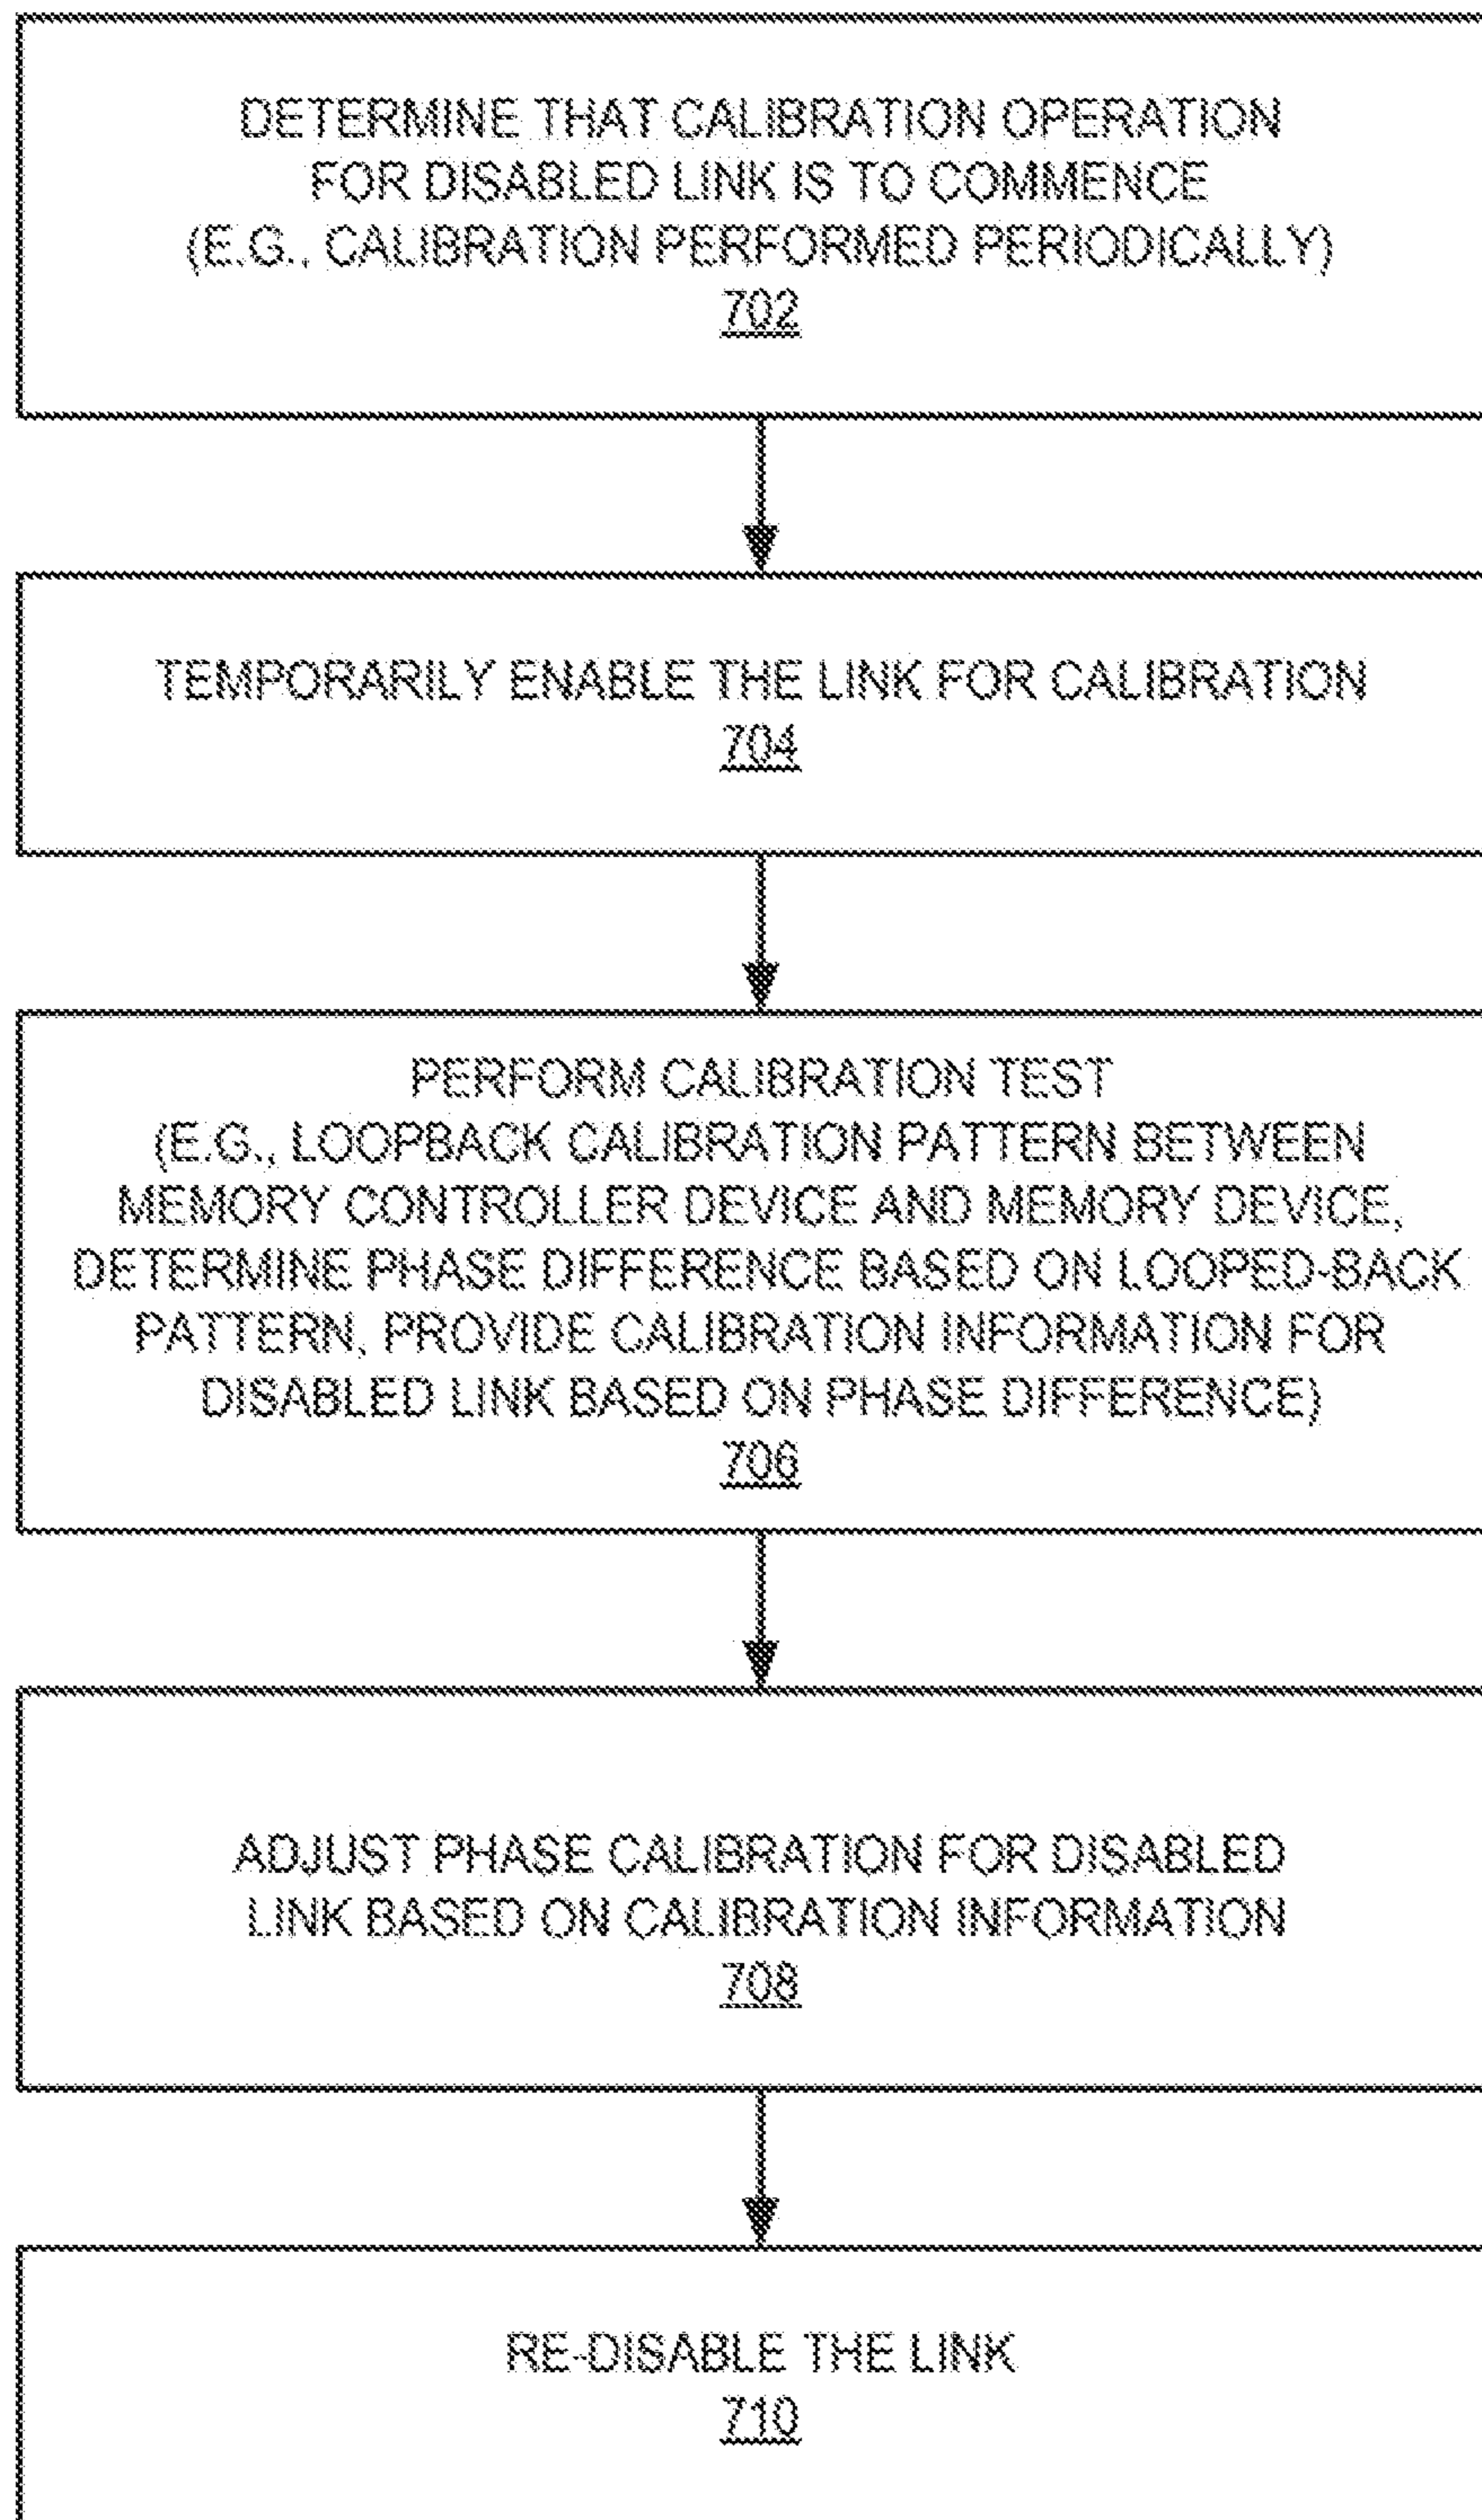 DETERMINE THAT CALIBRATION OPERATION
FOR DISABLED LINK IS TO COMMENCE
(E.G., CALIBRATION PERFORMED PERIODICALLY)
702
TEMPORARILY ENABLE THE LINK FOR CALIBRATION
704
PERFORM CALIBRATION TEST
(E.G., LOOPBACK CALIBRATION PATTERN BETWEEN
MEMORY CONTROLLER DEVICE AND MEMORY DEVICE,
DETERMINE PHASE DIFFERENCE BASED ON LOOPED-BACK
PATTERN, PROVIDE CALIBRATION INFORMATION FOR
DISABLED LINK BASED ON PHASE DIFFERENCE)
706
ADJUST PHASE CALIBRATION FOR DISABLED
LINK BASED ON CALIBRATION INFORMATION
708
RE-DISABLE THE LINK
710